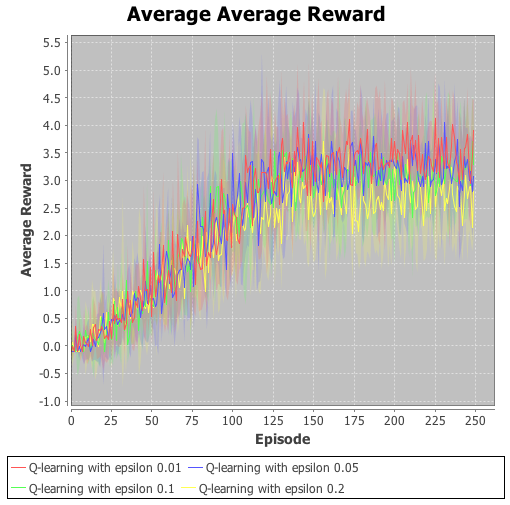 Average Average Reward
5.5
5.0
4.5
4.0
3.5
3.0
2.5
2.0
1.5
1.0
0.5
0.0
-0.5
-1.0
Average Reward
0 25 50 75 100 125 150 175 200 225 250
Episode
Q-learning with epsilon 0.01 Q-learning with epsilon 0.05
Q-learning with epsilon 0.1 Q-learning with epsilon 0.2